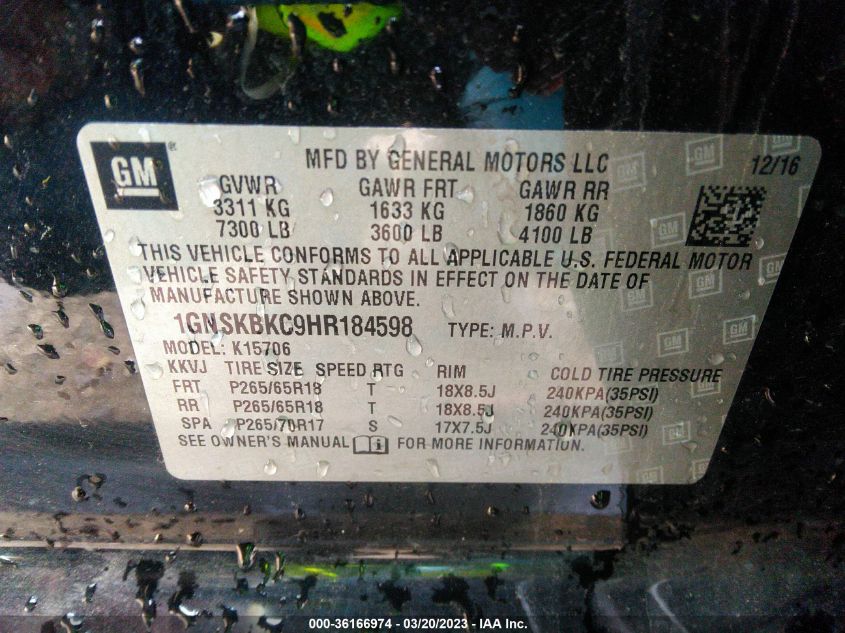 GM ®
MFD BY GENERAL MOTORS LLC 12/16
GVWR GAWR FRT GAWR RR
3311 KG 1633 KG 1860 KG
7300 LB 3600 LB 4100 LB
THIS VEHICLE CONFORMS TO ALL APPLICABLE U.S. FEDERAL MOTOR
VEHICLE SAFETY STANDARDS IN EFFECT ON THE DATE OF
MANUFACTURE SHOWN ABOVE.
1GNSKBKC9HR184598 TYPE: M.P.V.
MODEL: K15706
KKVJ TIRE SIZE SPEED RTG RIM COLD TIRE PRESSURE
FRT P265/65R18 T 18X8.5J 240KPA(35PSI)
RR P265/65R18 T 18X8.5J 240KPA(35PSI)
SPA P265/70R17 S 17X7.5J 240KPA(35PSI)
SEE OWNER'S MANUAL FOR MORE INFORMATION.
000-36166974 / 03/20/2023 - IAA Inc.